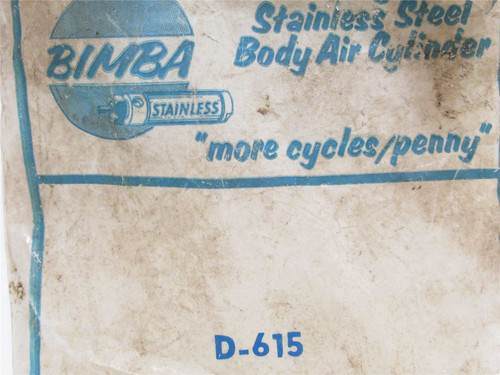 Stainless Steel
Body Air Cylinder
BIMBA
STAINLESS
"more cycles/penny"
D-615